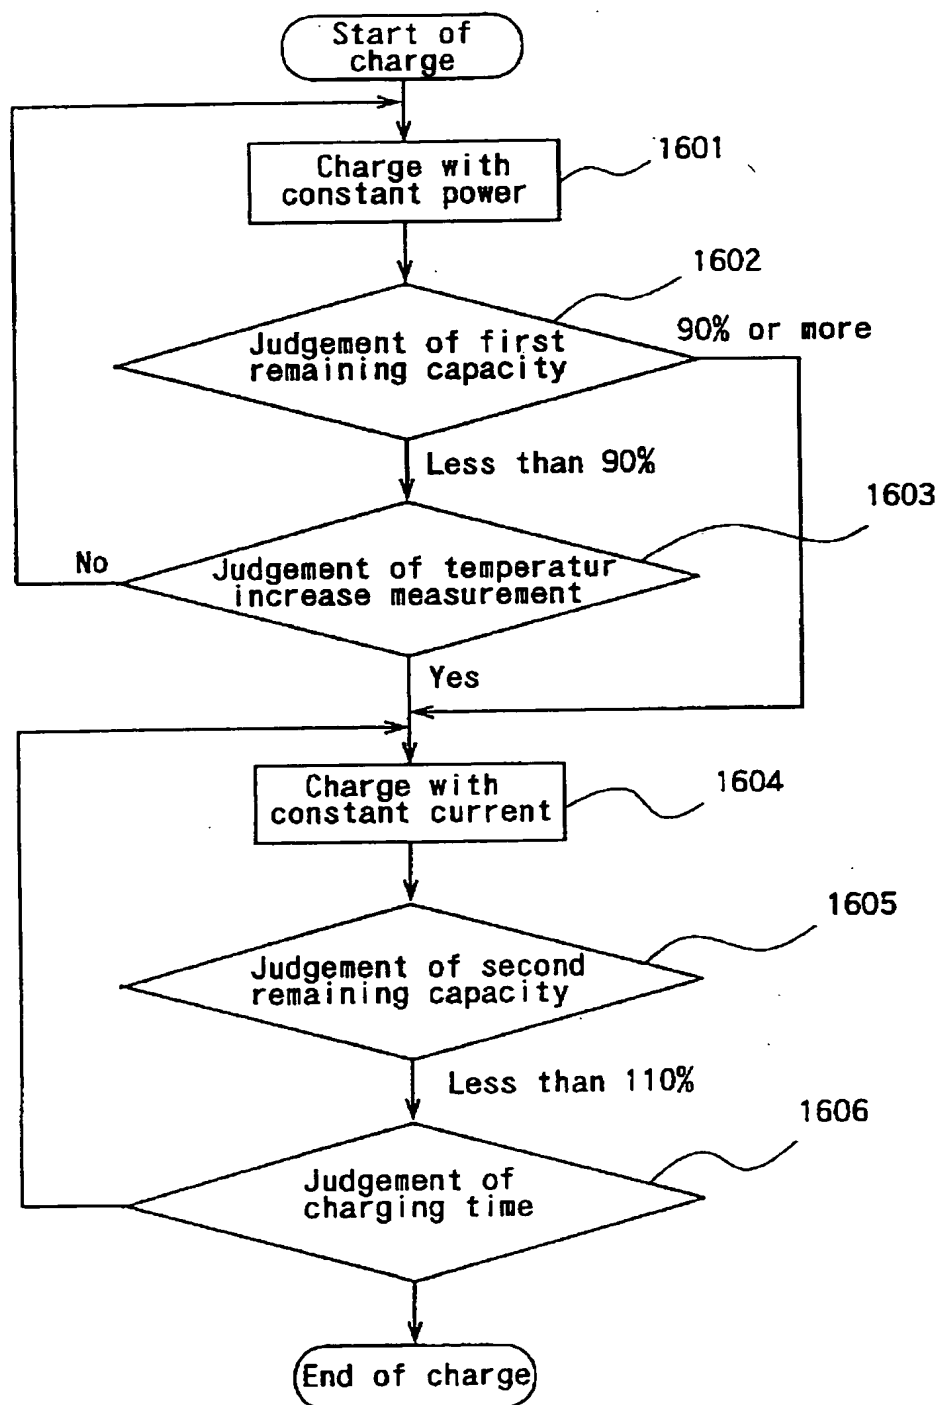 Start of
charge
1601
Charge with
constant power
1602
90% or more
Judgement of first
remaining capacity
Less than 90%
1603
No
Judgement of temperatur
increase measurement
Yes
1604
Charge with
constant current
1605
Judgement of second
remaining capacity
Less than 110%
1606
Judgement of
charging time
End of charge